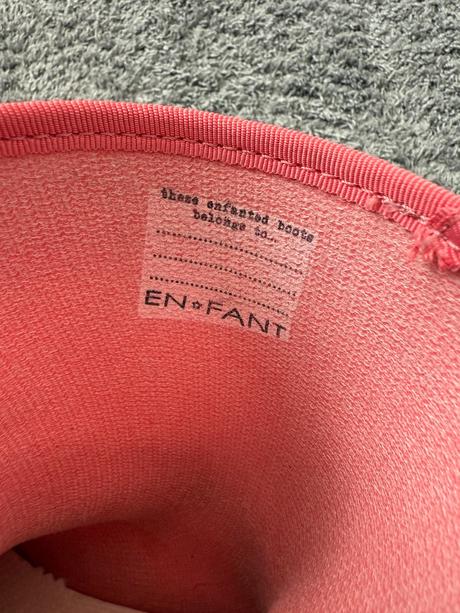 these enfanted boots
belongs to..
EN☆FANT